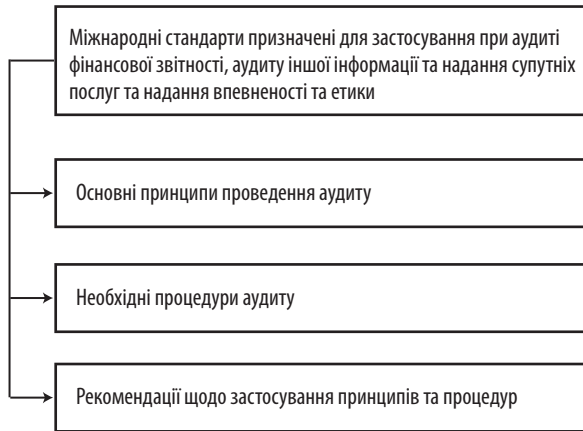 Міжнародні стандарти призначені для застосування при аудиті
фінансової звітності, аудиту іншої інформації та надання супутніх
послуг та надання впевненості та етики
Основні принципи проведення аудиту
Необхідні процедури аудиту
Рекомендації щодо застосування принципів та процедур